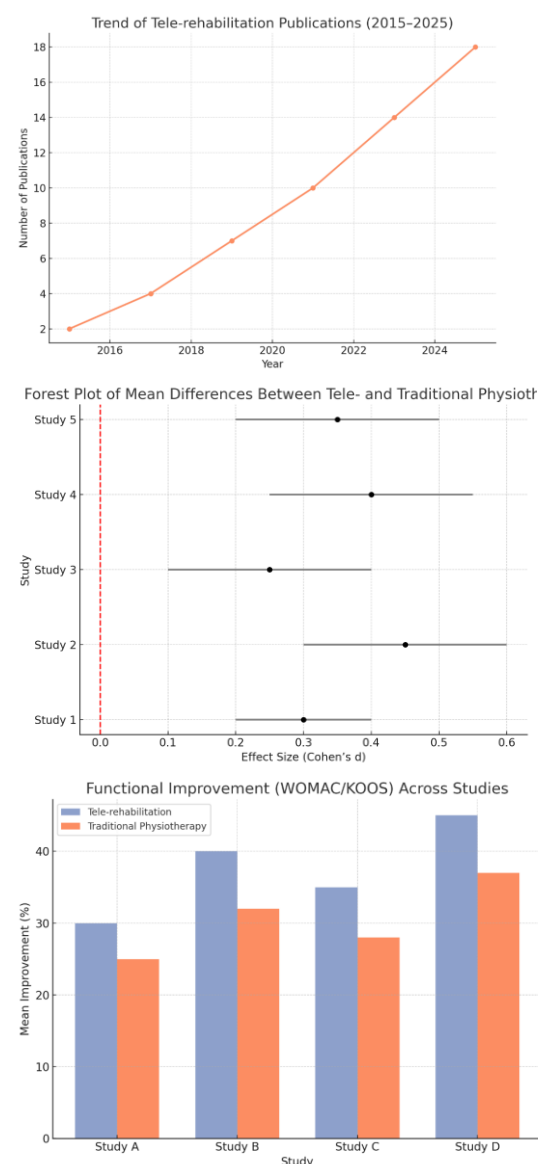 Trend of Tele-rehabilitation Publications (2015–2025)
18
16
14
12
10
8
6
4
2
Number of Publications
2016 2018 2020 2022 2024
Year
Forest Plot of Mean Differences Between Tele- and Traditional Physioth
Study 5
Study 4
Study 3
Study 2
Study 1
Study
0.0 0.1 0.2 0.3 0.4 0.5 0.6
Effect Size (Cohen's d)
Functional Improvement (WOMAC/KOOS) Across Studies
Tele-rehabilitation
Traditional Physiotherapy
40
30
20
10
0
Mean Improvement (%)
Study A Study B Study C Study D
Study